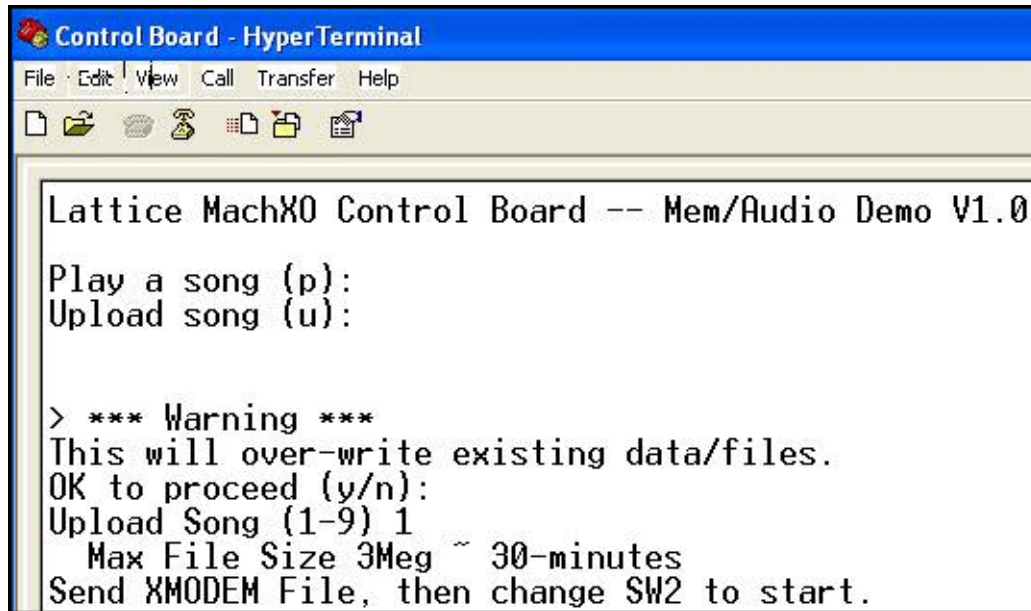 Control Board - HyperTerminal
File Edit View Call Transfer Help
Lattice MachXO Control Board -- Mem/Audio Demo V1.0
Play a song (p):
Upload song (u):
> *** Warning ***
This will over-write existing data/files.
OK to proceed (y/n):
Upload Song (1-9) 1
Max File Size 3Meg ~ 30-minutes
Send XMODEM File, then change SW2 to start.